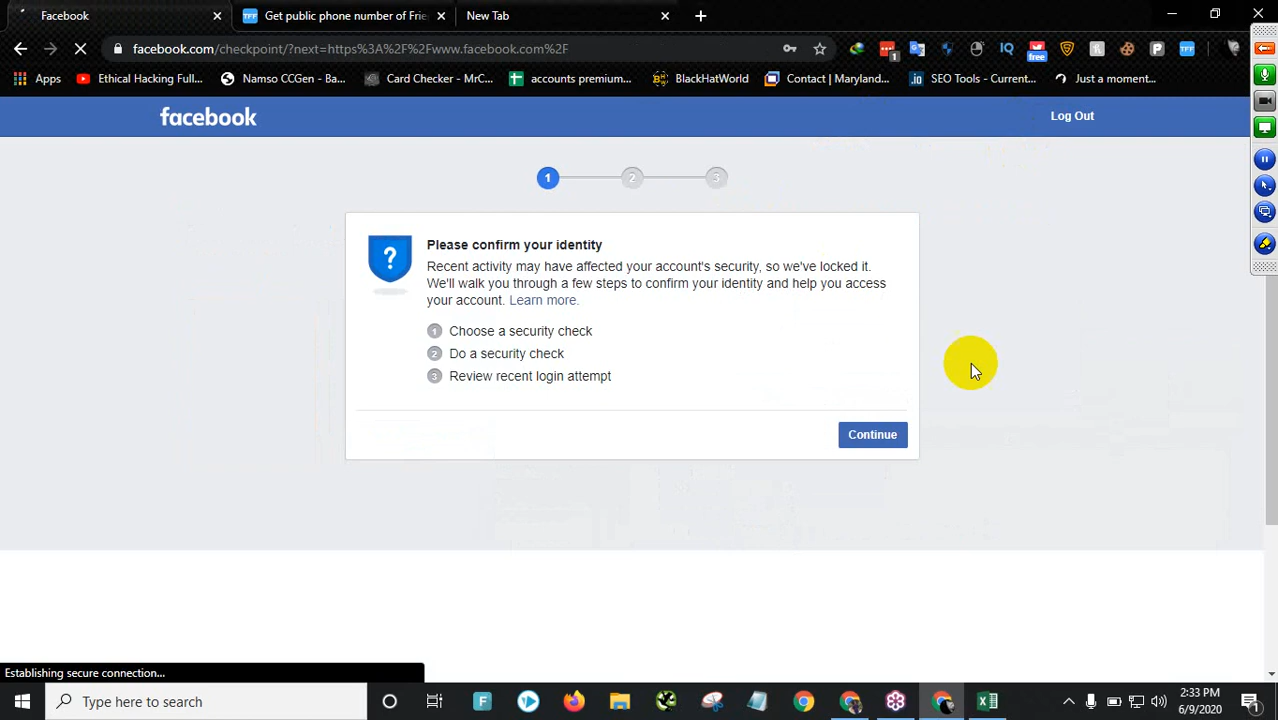 Facebook
Get public phone number of Frie
New Tab
facebook.com/checkpoint/?next=https%3A%2F%2Fwww.facebook.com%2F
IQ
free
1
TFF
Apps
Ethical Hacking Full...
Namso CCGen - Ba...
Card Checker - MrC...
accounts premium...
BlackHatWorld
Contact | Maryland...
SEO Tools - Current...
Just a moment...
facebook
Log Out
1
2
3
?
Please confirm your identity
Recent activity may have affected your account's security, so we've locked it.
We'll walk you through a few steps to confirm your identity and help you access
your account. Learn more.
1 Choose a security check
2 Do a security check
3 Review recent login attempt
Continue
Establishing secure connection...
Type here to search
2:33 PM
6/9/2020
1